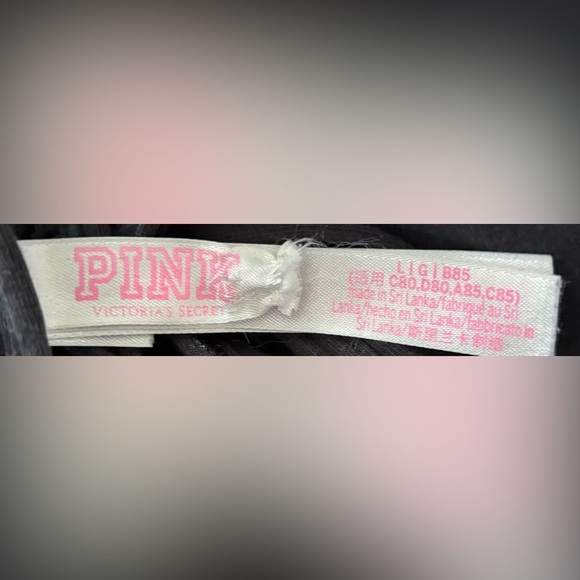 PINK
VICTORIA'S SECRET
L | G | B85
(适用 C80,D80,A85,C85)
made in Sri Lanka/fabriqué au Sri
Lanka/hecho en Sri Lanka/fabbricato in
Sri Lanka/斯里兰卡制造